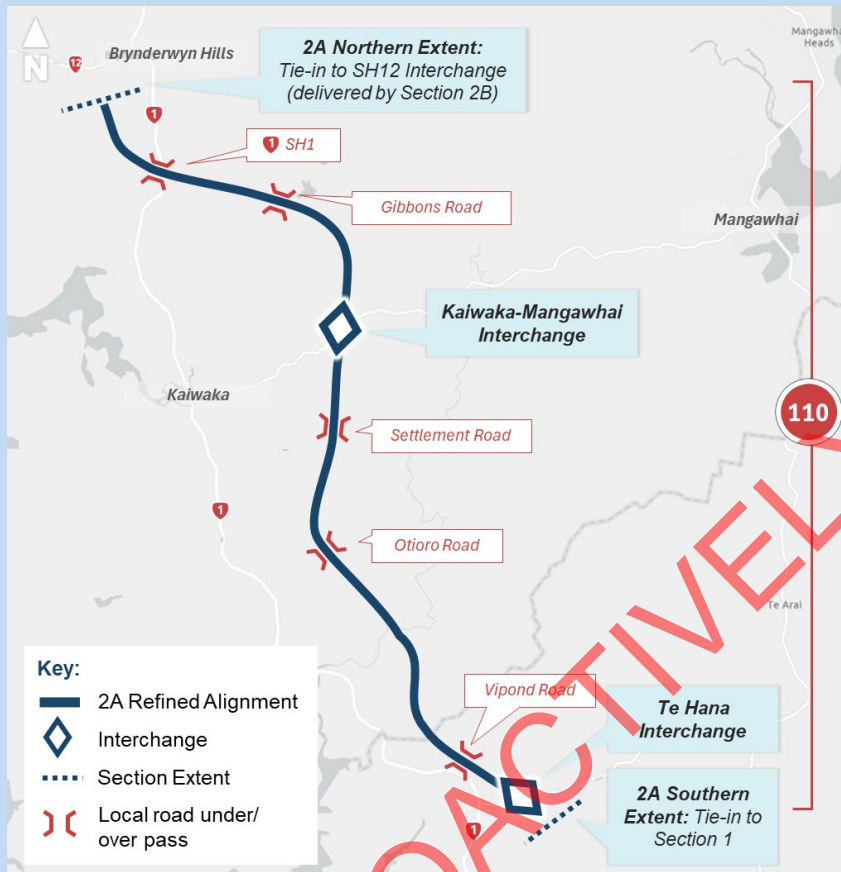 Mangawhai
Heads
Brynderwyn Hills
12
2A Northern Extent:
Tie-in to SH12 Interchange
(delivered by Section 2B)
N
1
1 SH1
Gibbons Road
Mangawhai
Kaiwaka-Mangawhai
Interchange
Kaiwaka
110
Settlement Road
1
Otioro Road
Te Arai
Key:
2A Refined Alignment
Interchange
Section Extent
Local road under/
over pass
Vipond Road
Te Hana
Interchange
2A Southern
Extent: Tie-in to
Section 1
1
OACTIVELY